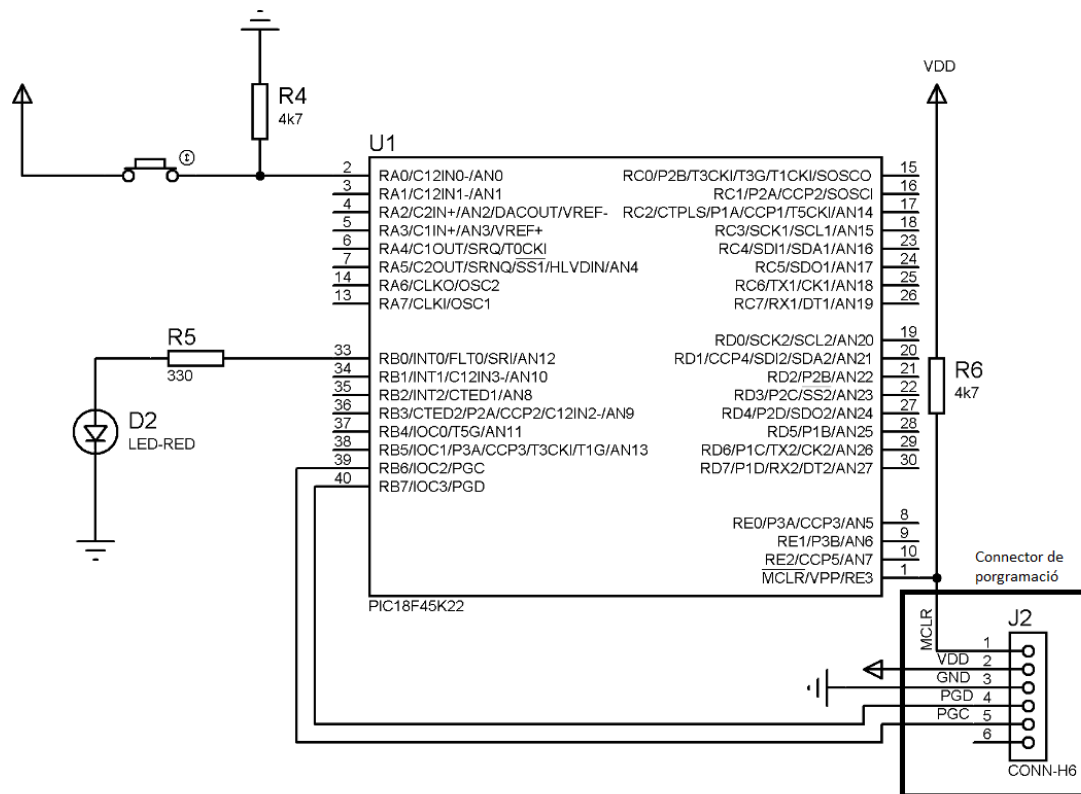 R4
4k7
VDD
U1
2 RA0/C12IN0-/AN0
3 RA1/C12IN1-/AN1
4 RA2/C2IN+/AN2/DACOUT/VREF-
5 RA3/C1IN+/AN3/VREF+
6 RA4/C1OUT/SRQ/T0CKI
7 RA5/C2OUT/SRNQ/SS1/HLVDIN/AN4
14 RA6/CLKO/OSC2
13 RA7/CLKI/OSC1
33 RB0/INT0/FLT0/SRI/AN12
34 RB1/INT1/C12IN3-/AN10
35 RB2/INT2/CTED1/AN8
36 RB3/CTED2/P2A/CCP2/C12IN2-/AN9
37 RB4/IOC0/T5G/AN11
38 RB5/IOC1/P3A/CCP3/T3CKI/T1G/AN13
39 RB6/IOC2/PGC
40 RB7/IOC3/PGD
RC0/P2B/T3CKI/T3G/T1CKI/SOSCO 15
RC1/P2A/CCP2/SOSCI 16
RC2/CTPLS/P1A/CCP1/T5CKI/AN14 17
RC3/SCK1/SCL1/AN15 18
RC4/SDI1/SDA1/AN16 23
RC5/SDO1/AN17 24
RC6/TX1/CK1/AN18 25
RC7/RX1/DT1/AN19 26
RD0/SCK2/SCL2/AN20 19
RD1/CCP4/SDI2/SDA2/AN21 20
RD2/P2B/AN22 21
RD3/P2C/SS2/AN23 22
RD4/P2D/SDO2/AN24 27
RD5/P1B/AN25 28
RD6/P1C/TX2/CK2/AN26 29
RD7/P1D/RX2/DT2/AN27 30
RE0/P3A/CCP3/AN5 8
RE1/P3B/AN6 9
RE2/CCP5/AN7 10
MCLR/VPP/RE3 1
PIC18F45K22
R5
330
D2
LED-RED
R6
4k7
Connector de
porgramació
J2
MCLR 1
VDD 2
GND 3
PGD 4
PGC 5
6
CONN-H6